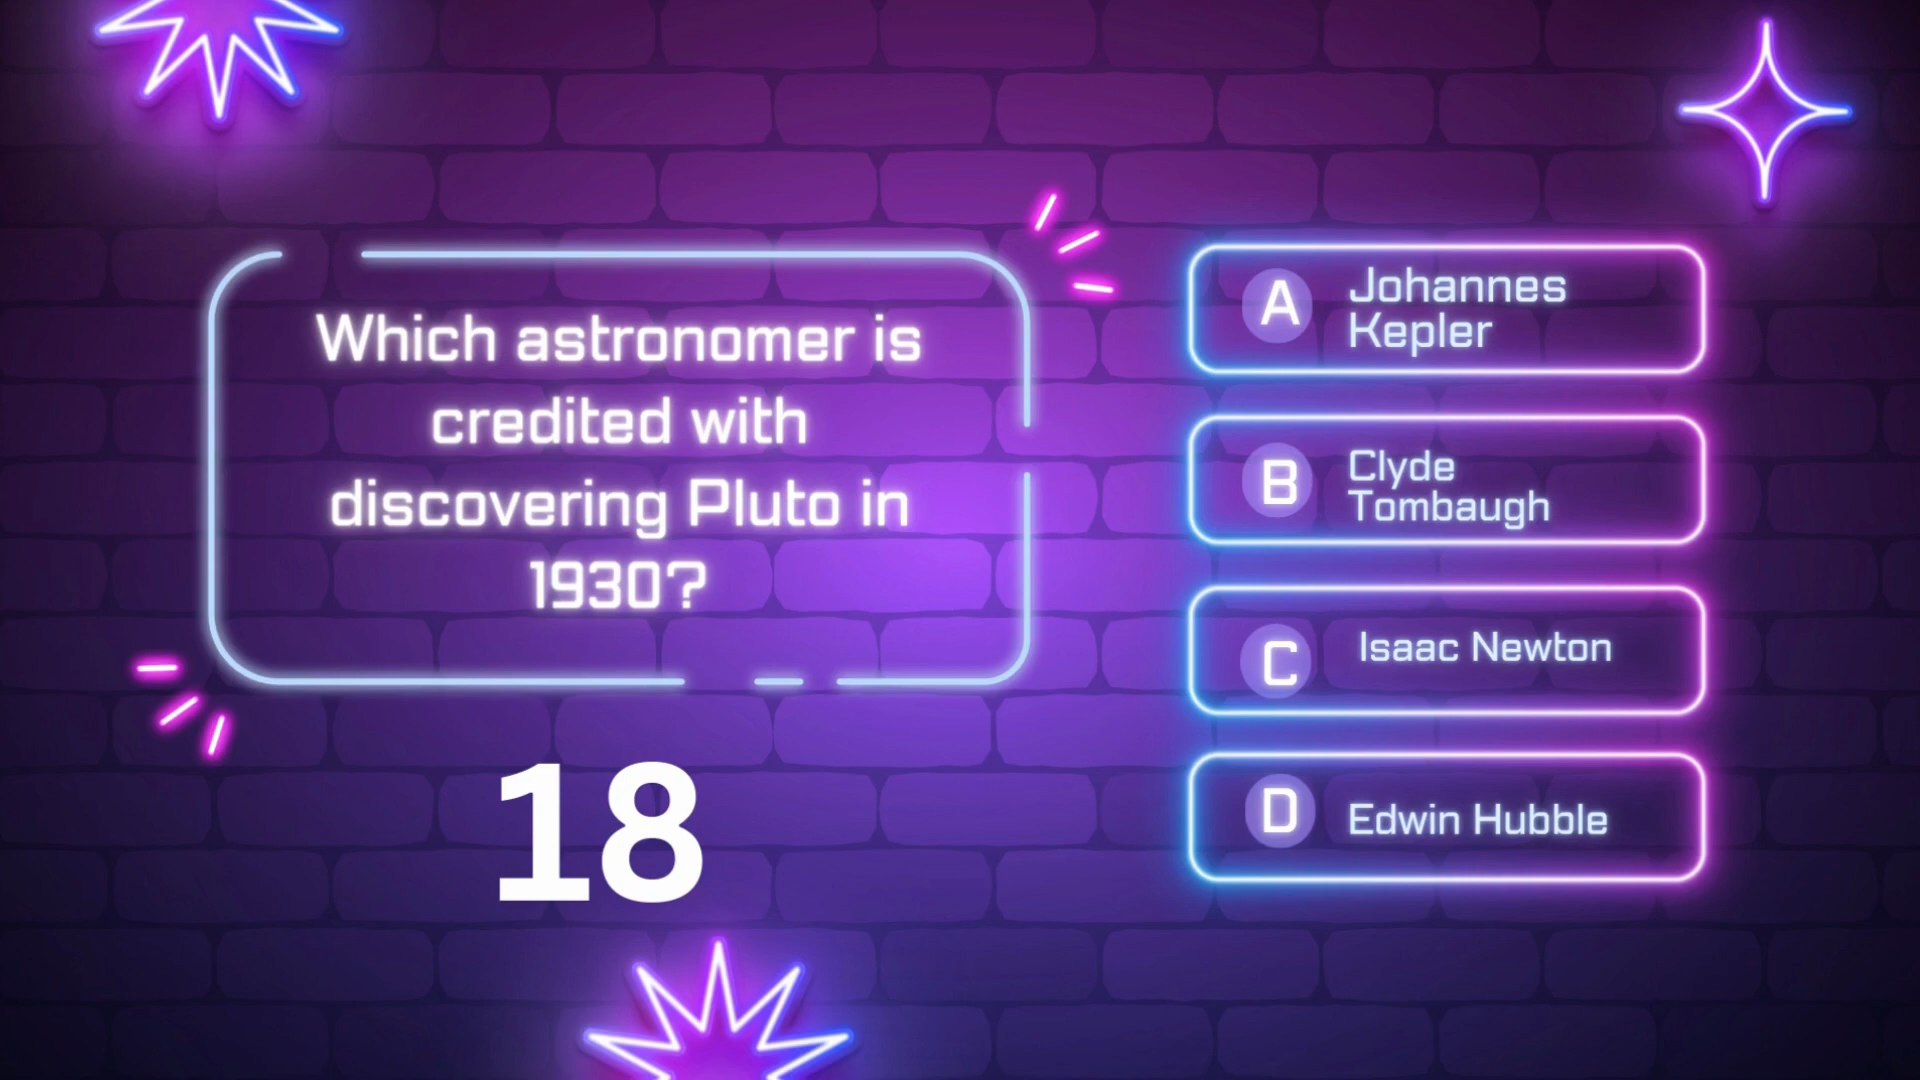 Which astronomer is
credited with
discovering Pluto in
1930?
18
A
Johannes
Kepler
B
Clyde
Tombaugh
C
Isaac Newton
D
Edwin Hubble